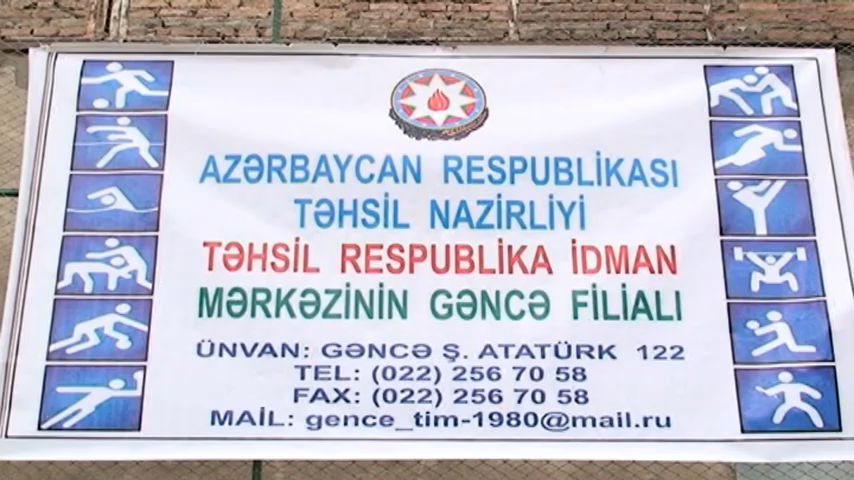 AZƏRBAYCAN RESPUBLİKASI
TƏHSİL NAZİRLİYİ
TƏHSİL RESPUBLİKA İDMAN
MƏRKƏZİNİN GƏNCƏ FİLİALI
ÜNVAN: GƏNCƏ Ş. ATATÜRK 122
TEL: (022) 256 70 58
FAX: (022) 256 70 58
MAİL: gence_tim-1980@mail.ru